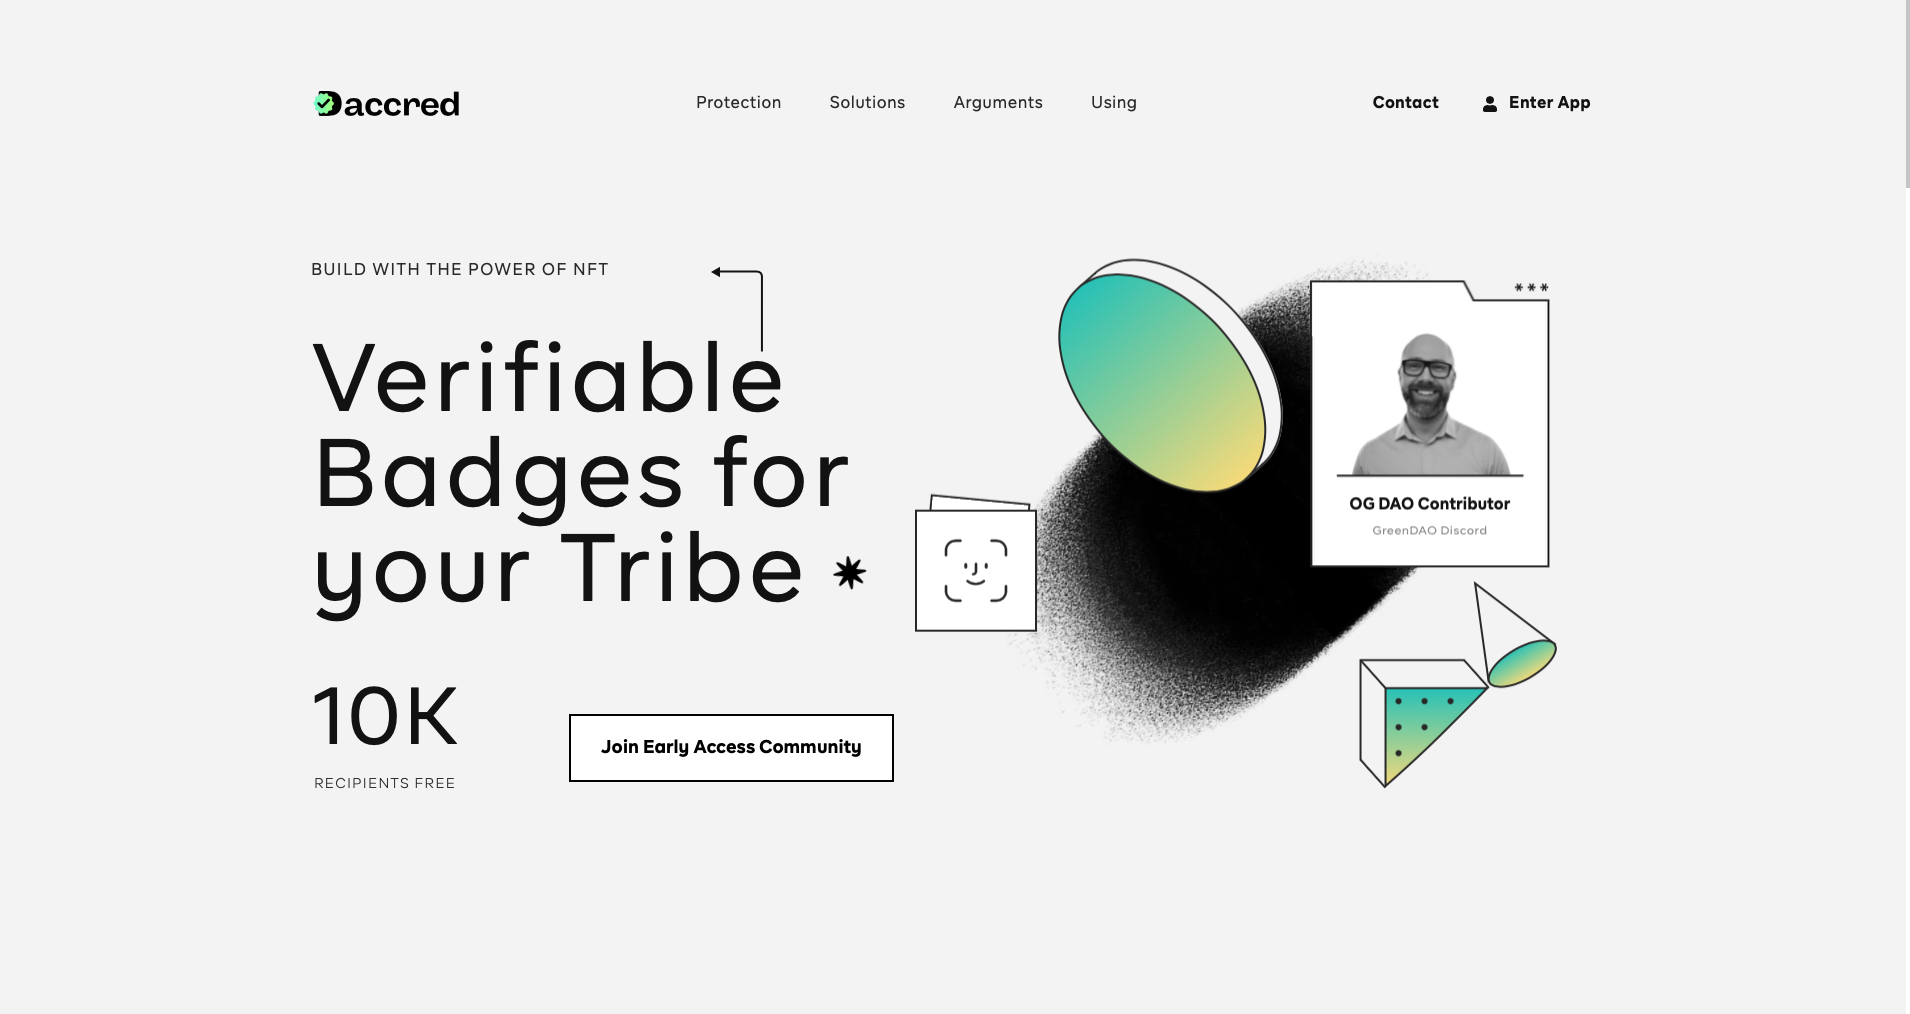 Daccred
Protection
Solutions
Arguments
Using
Contact
Enter App
BUILD WITH THE POWER OF NFT
Verifiable
Badges for
your Tribe
10K
RECIPIENTS FREE
Join Early Access Community
***
OG DAO Contributor
GreenDAO Discord